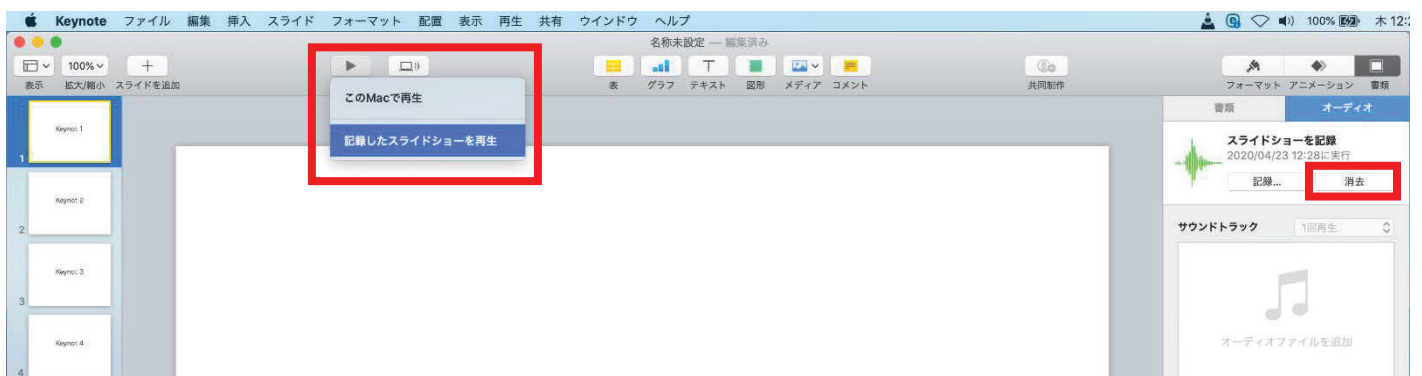 Keynote ファイル 編集 挿入 スライド フォーマット 配置 表示 再生 共有 ウインドウ ヘルプ 100% 木 12:
名称未設定 — 編集済み
100%
表示 拡大/縮小 スライドを追加 表 グラフ テキスト 図形 メディア コメント 共同制作 フォーマット アニメーション 書類
このMacで再生
記録したスライドショーを再生
Keynot 1
1
Keynot 2
2
Keynot 3
3
Keynot 4
4
書類 オーディオ
スライドショーを記録
2020/04/23 12:28に実行
記録... 消去
サウンドトラック 1回再生
オーディオファイルを追加